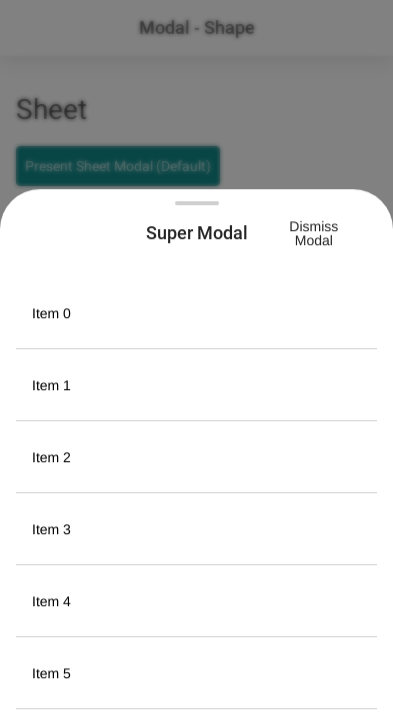 Modal - Shape
Sheet
Present Sheet Modal (Default)
Super Modal
Dismiss
Modal
Item 0
Item 1
Item 2
Item 3
Item 4
Item 5